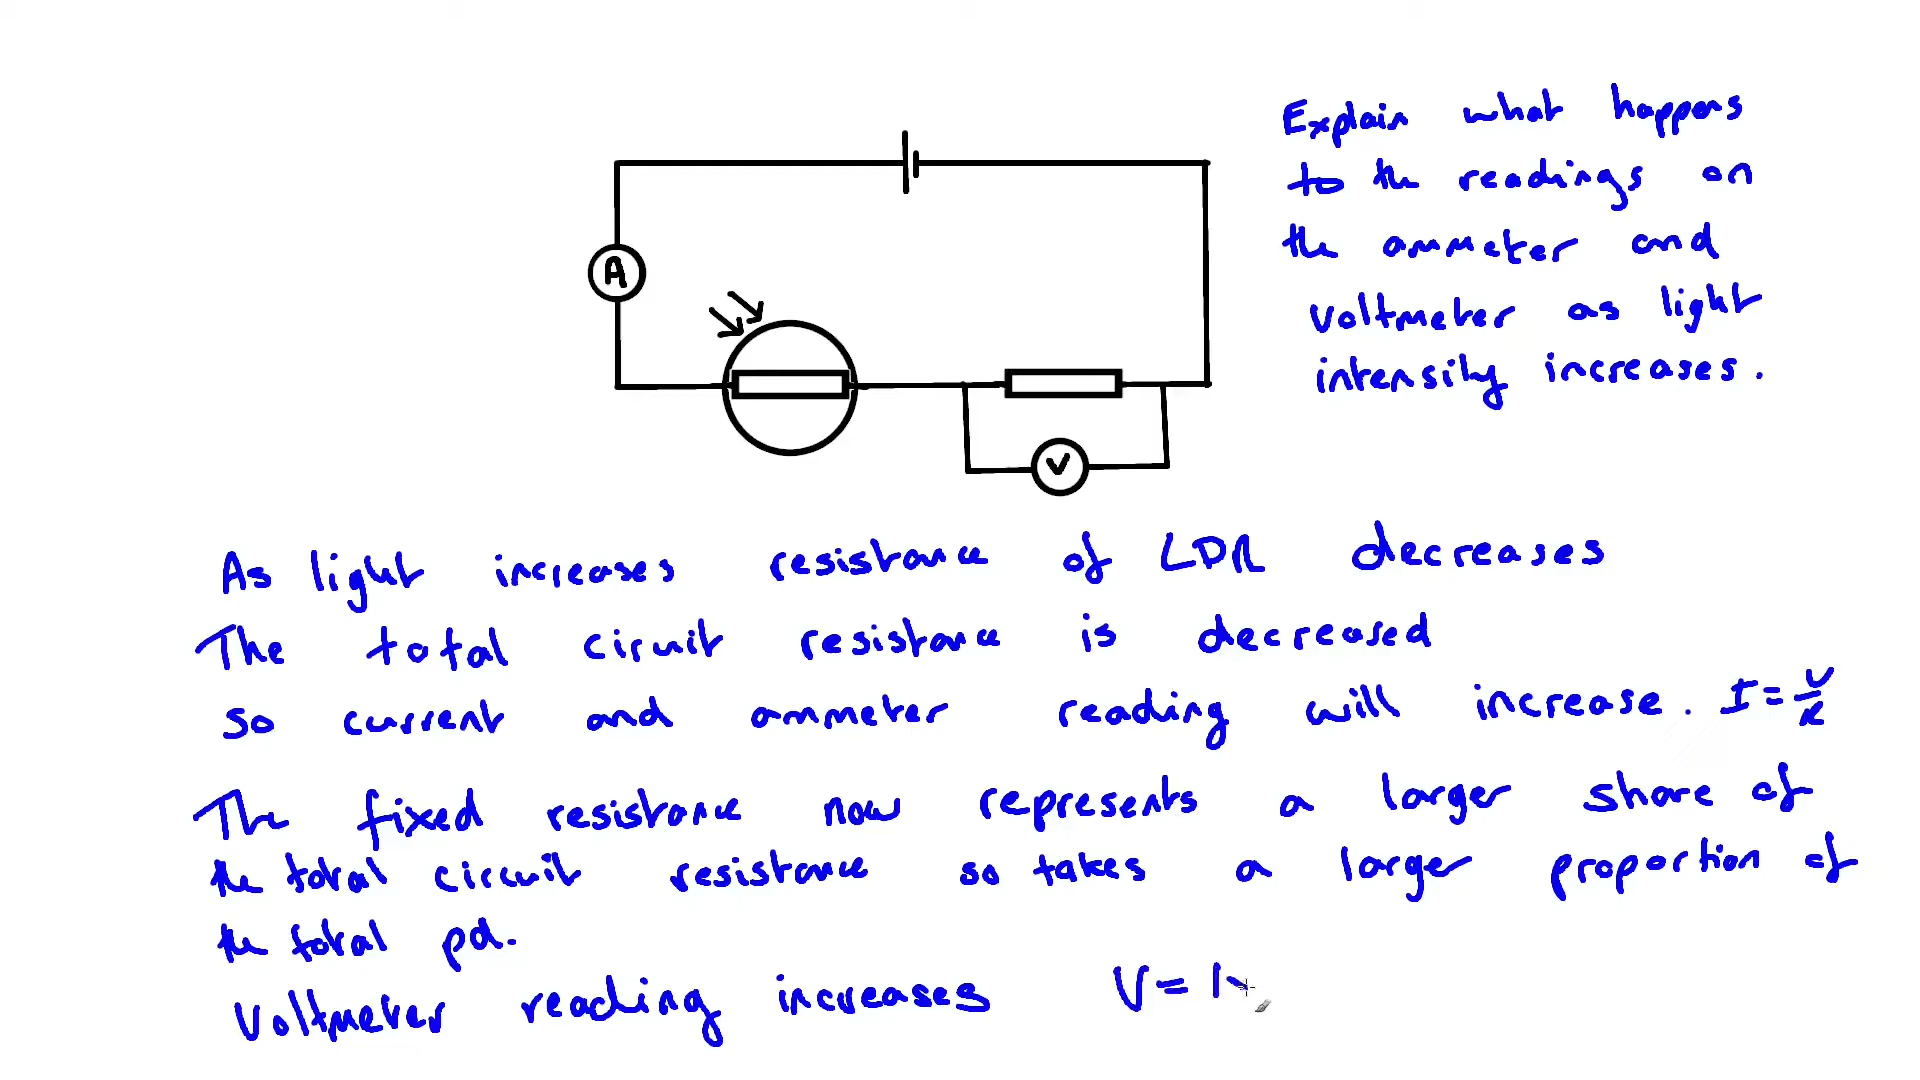 Explain what happens
to the readings on
the ammeter and
voltmeter as light
intensity increases.
A
V
As light increases resistance of LDR decreases
The total circuit resistance is decreased
so current and ammeter reading will increase. I = V/R
The fixed resistance now represents a larger share of
the total circuit resistance so takes a larger proportion of
the total pd.
Voltmeter reading increases V = I